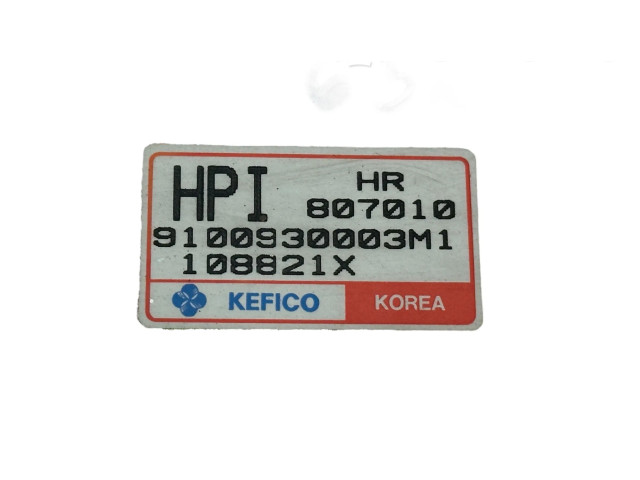 HPI HR
807010
9100930003M1
108821X
KEFICO KOREA